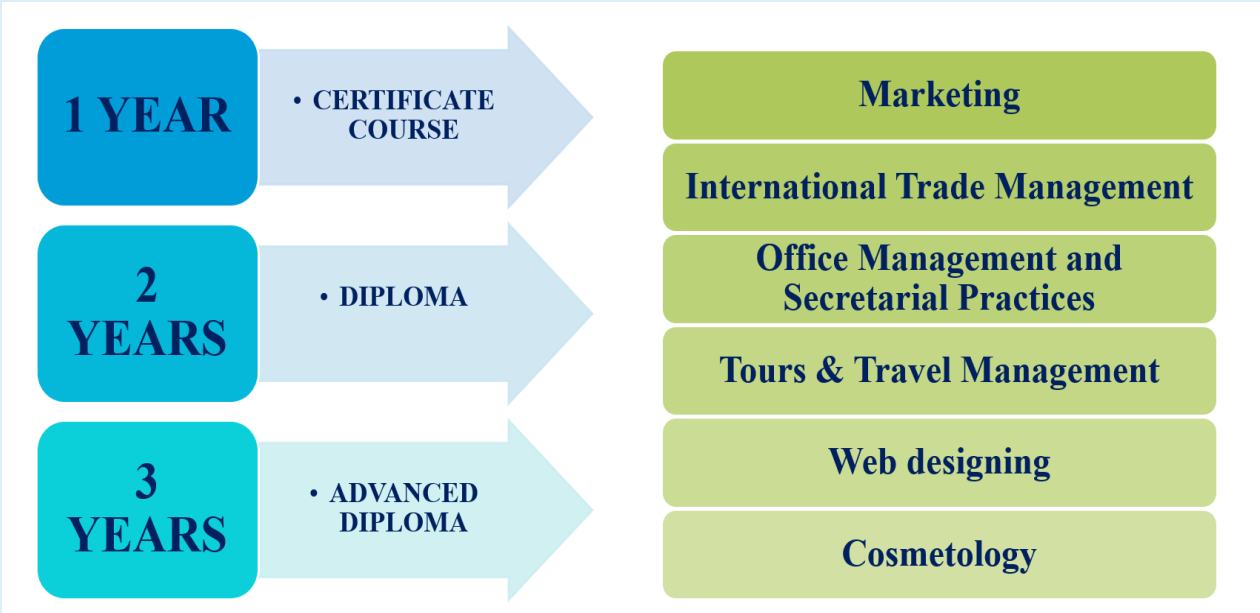 1 YEAR
• CERTIFICATE
COURSE
2
YEARS
• DIPLOMA
3
YEARS
• ADVANCED
DIPLOMA
Marketing
International Trade Management
Office Management and
Secretarial Practices
Tours & Travel Management
Web designing
Cosmetology